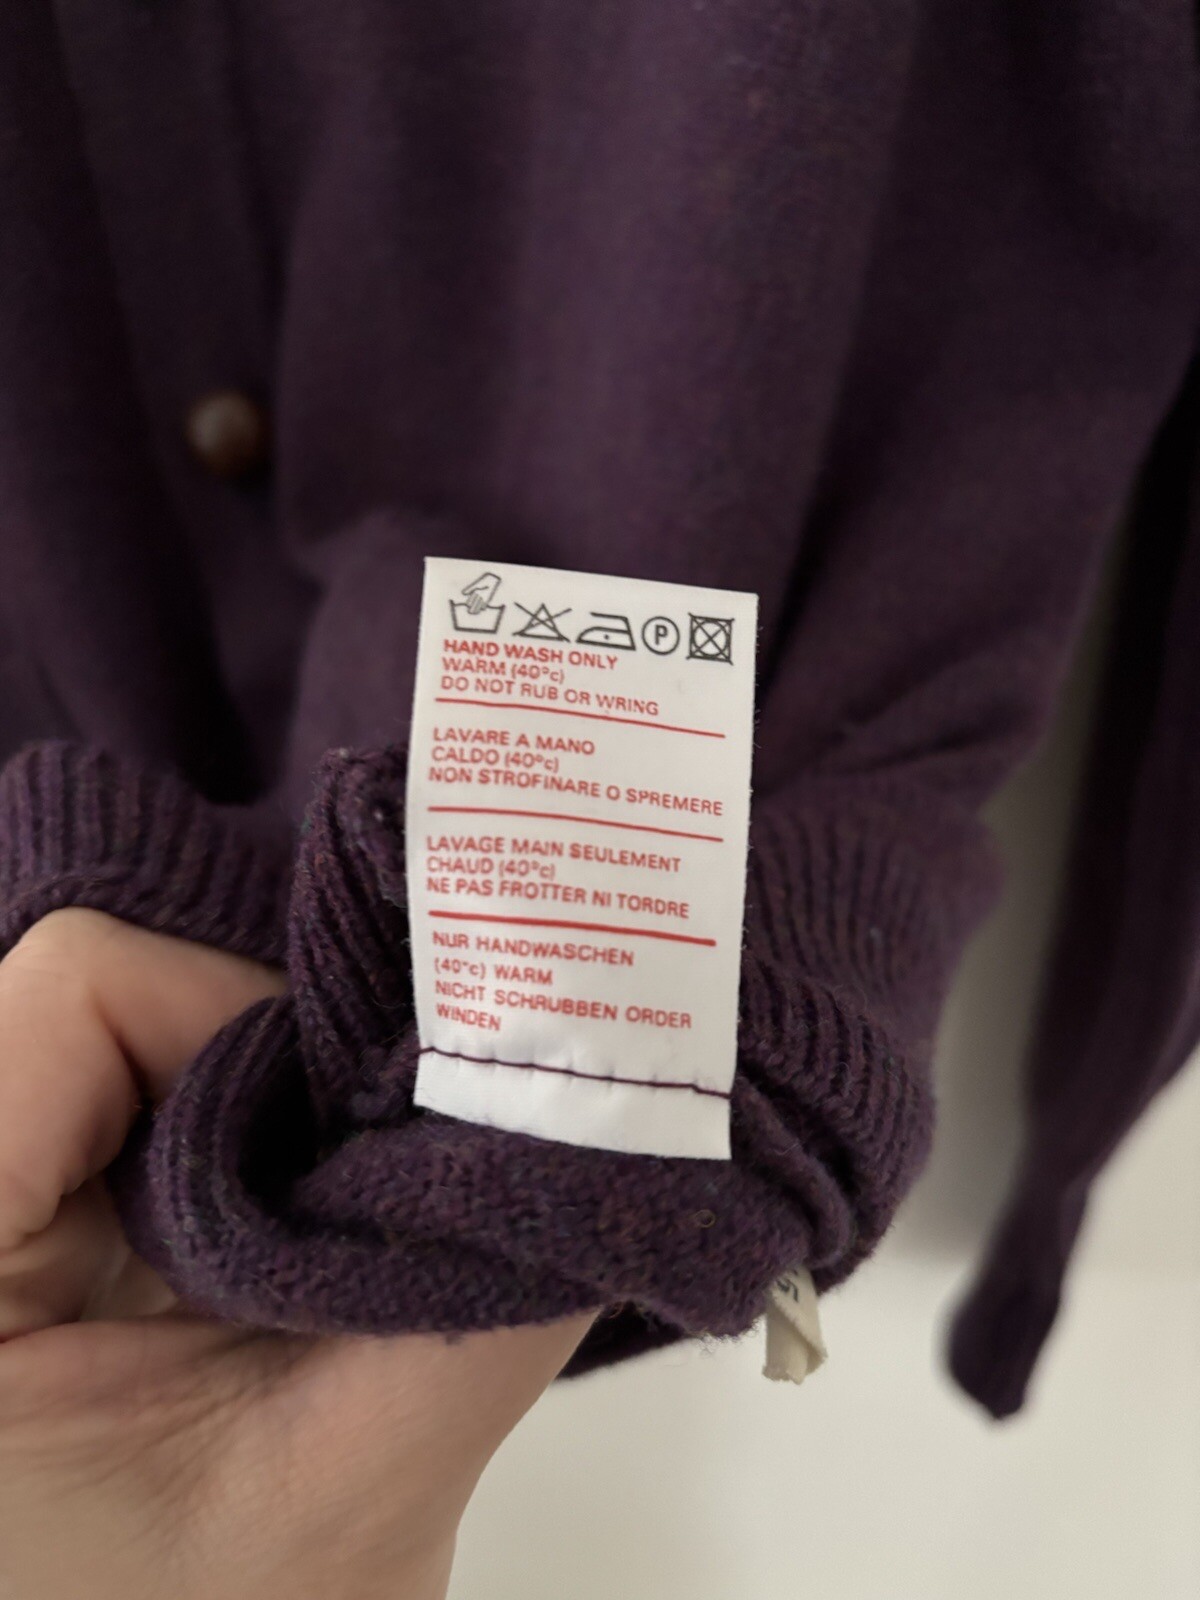 P
HAND WASH ONLY
WARM (40°c)
DO NOT RUB OR WRING
LAVARE A MANO
CALDO (40°c)
NON STROFINARE O SPREMERE
LAVAGE MAIN SEULEMENT
CHAUD (40°c)
NE PAS FROTTER NI TORDRE
NUR HANDWASCHEN
(40°c) WARM
NICHT SCHRUBBEN ORDER
WINDEN